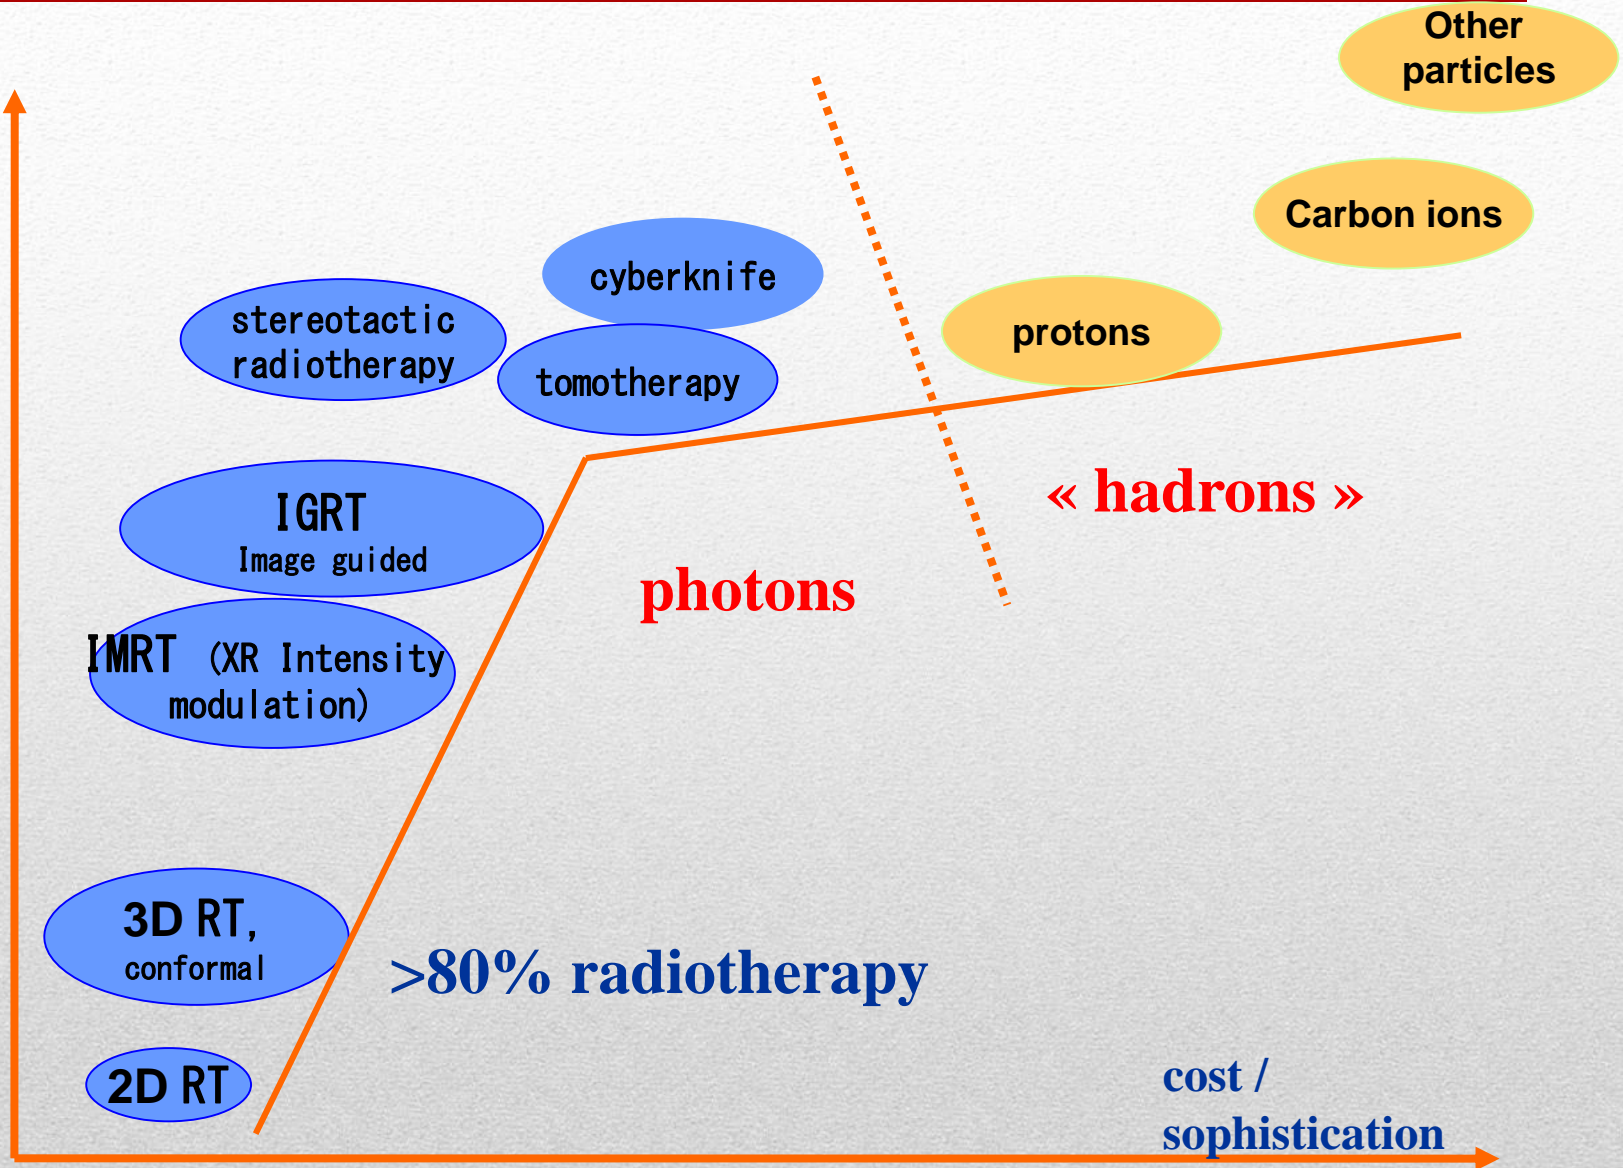 Other
particles
Carbon ions
cyberknife
stereotactic
radiotherapy
protons
tomotherapy
« hadrons »
IGRT
Image guided
photons
IMRT (XR Intensity
modulation)
3D RT,
conformal
>80% radiotherapy
2D RT
cost /
sophistication